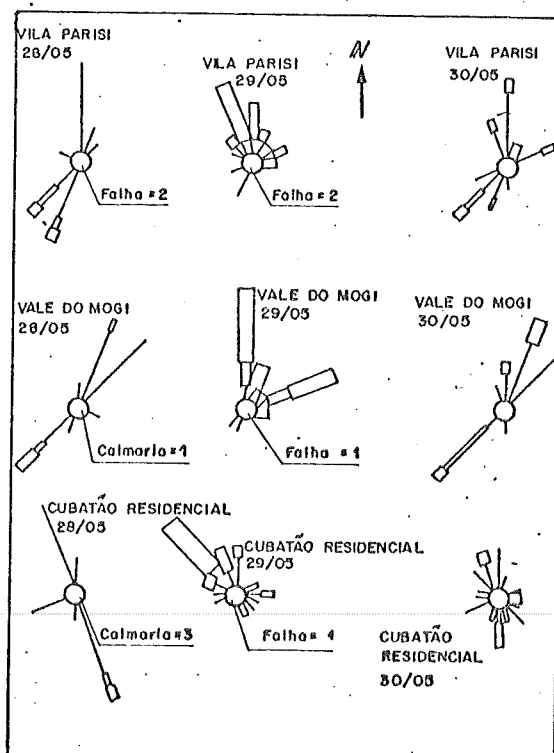 VILA PARISI
28/05
VILA PARISI
29/05
N
VILA PARISI
30/05
Falha = 2
Falha = 2
VALE DO MOGI
28/05
VALE DO MOGI
29/05
VALE DO MOGI
30/05
Calmaria = 1
Falha = 1
CUBATÃO RESIDENCIAL
28/05
CUBATÃO RESIDENCIAL
29/05
Calmaria = 3
Falha = 4
CUBATÃO
RESIDENCIAL
30/05